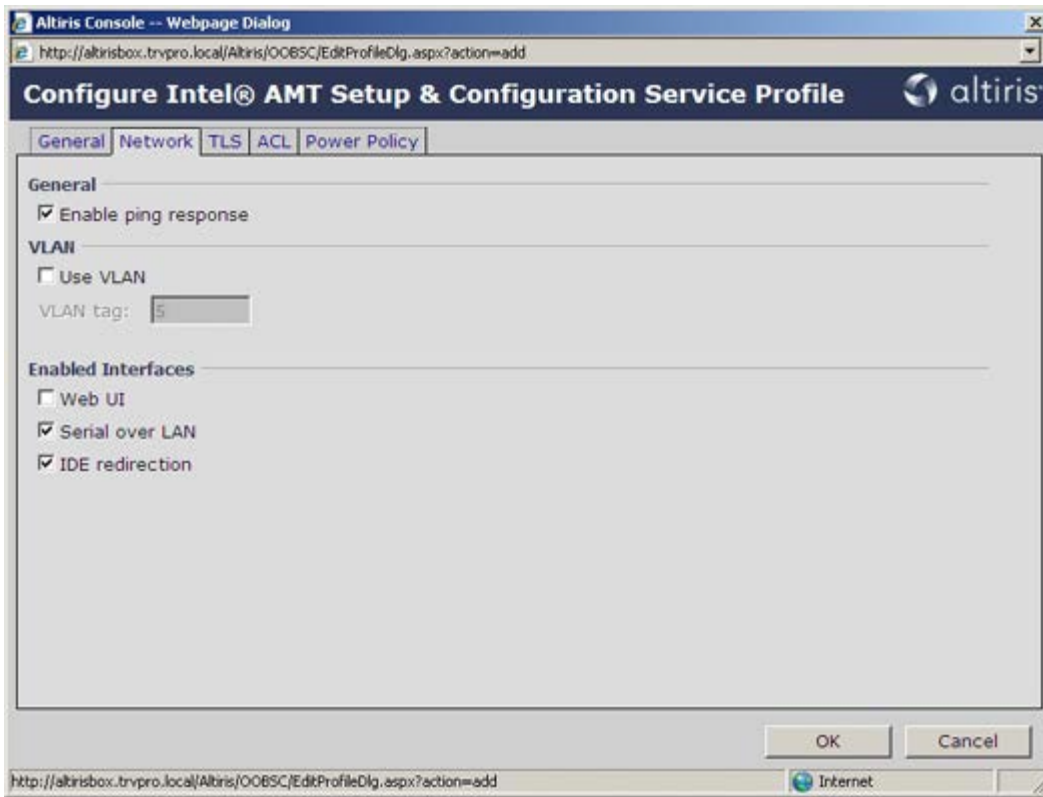 Altiris Console -- Webpage Dialog
http://altirisbox.trvpro.local/Altiris/OOBSC/EditProfileDlg.aspx?action=add
Configure Intel® AMT Setup & Configuration Service Profile
altiris
General Network TLS ACL Power Policy
General
Enable ping response
VLAN
Use VLAN
VLAN tag: 5
Enabled Interfaces
Web UI
Serial over LAN
IDE redirection
OK Cancel
http://altirisbox.trvpro.local/Altiris/OOBSC/EditProfileDlg.aspx?action=add Internet